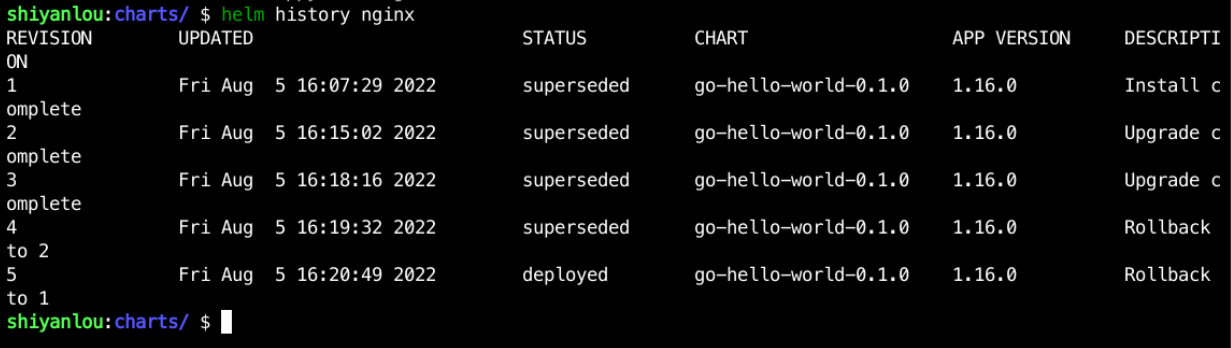 shiyanlou:charts/ $ helm history nginx
REVISION        UPDATED                         STATUS          CHART                   APP VERSION     DESCRIPTI
ON
1               Fri Aug  5 16:07:29 2022        superseded      go-hello-world-0.1.0    1.16.0          Install c
omplete
2               Fri Aug  5 16:15:02 2022        superseded      go-hello-world-0.1.0    1.16.0          Upgrade c
omplete
3               Fri Aug  5 16:18:16 2022        superseded      go-hello-world-0.1.0    1.16.0          Upgrade c
omplete
4               Fri Aug  5 16:19:32 2022        superseded      go-hello-world-0.1.0    1.16.0          Rollback
to 2
5               Fri Aug  5 16:20:49 2022        deployed        go-hello-world-0.1.0    1.16.0          Rollback
to 1
shiyanlou:charts/ $